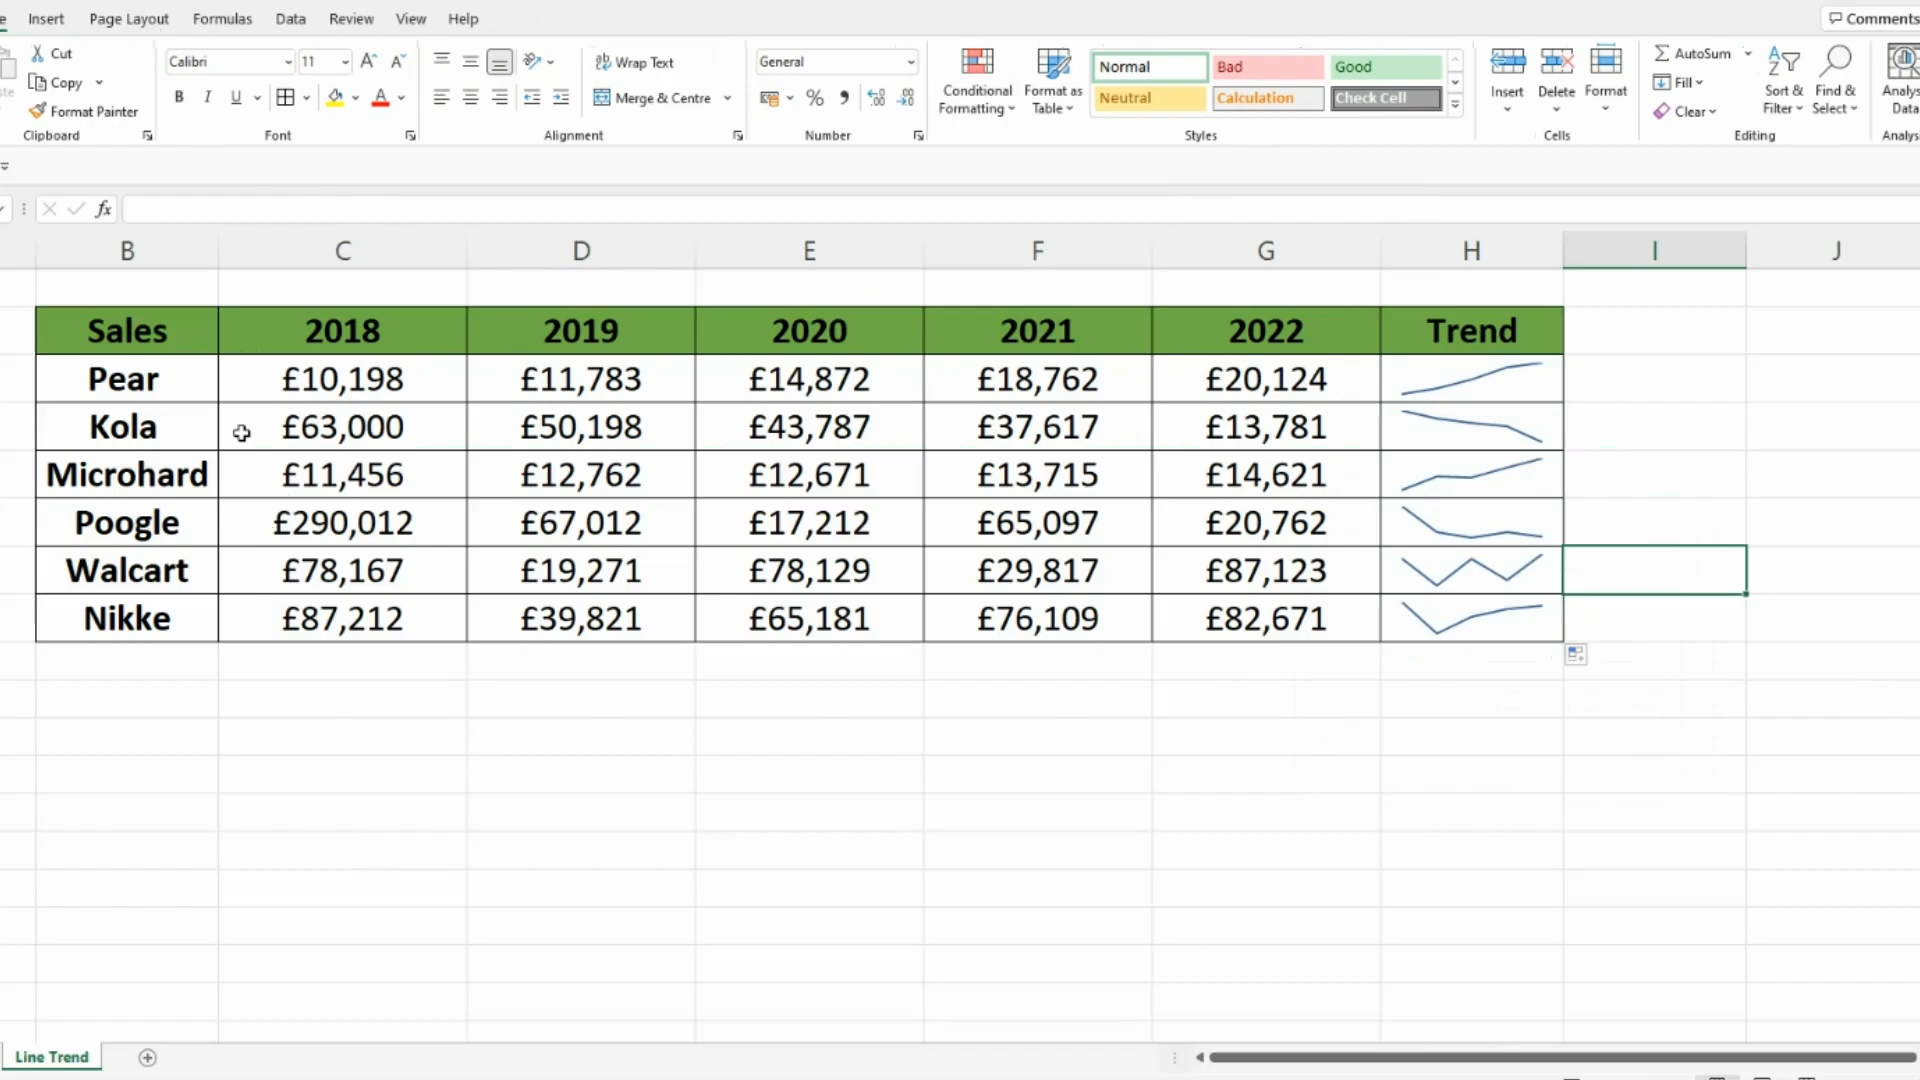 Insert Page Layout Formulas Data Review View Help Comments
Cut
Copy
Format Painter
Clipboard
Calibri 11
B I U A
Font
Wrap Text
Merge & Centre
Alignment
General
%
Number
Conditional Formatting
Format as Table
Normal Bad Good
Neutral Calculation Check Cell
Styles
Insert Delete Format
Cells
AutoSum
Fill
Clear
Sort & Filter
Find & Select
Editing
Analys
Data
Analys
fx
B C D E F G H I J
Sales 2018 2019 2020 2021 2022 Trend
Pear £10,198 £11,783 £14,872 £18,762 £20,124
Kola £63,000 £50,198 £43,787 £37,617 £13,781
Microhard £11,456 £12,762 £12,671 £13,715 £14,621
Poogle £290,012 £67,012 £17,212 £65,097 £20,762
Walcart £78,167 £19,271 £78,129 £29,817 £87,123
Nikke £87,212 £39,821 £65,181 £76,109 £82,671
Line Trend